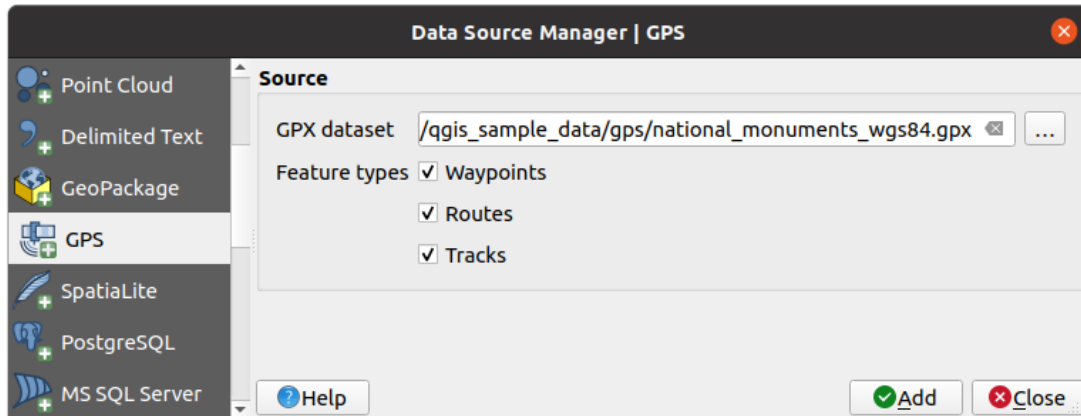 Data Source Manager | GPS
Point Cloud
Delimited Text
GeoPackage
GPS
SpatiaLite
PostgreSQL
MS SQL Server
Source
GPX dataset /qgis_sample_data/gps/national_monuments_wgs84.gpx ...
Feature types Waypoints
Routes
Tracks
Help Add Close